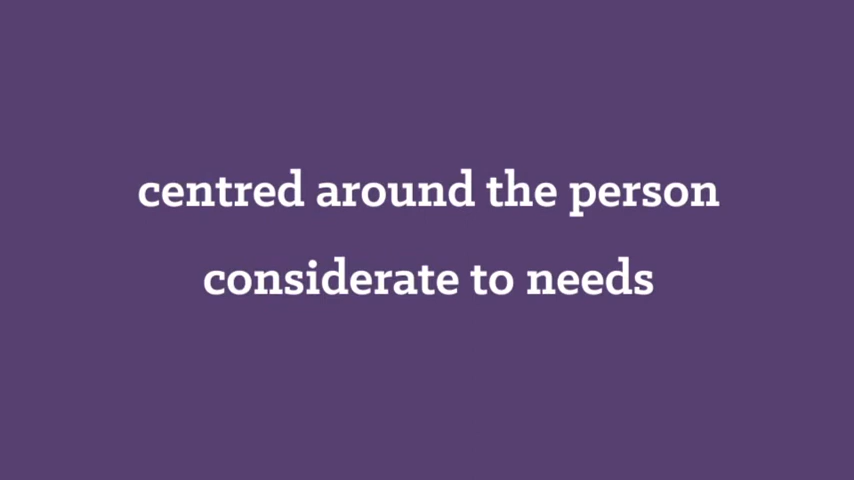 centred around the person
considerate to needs